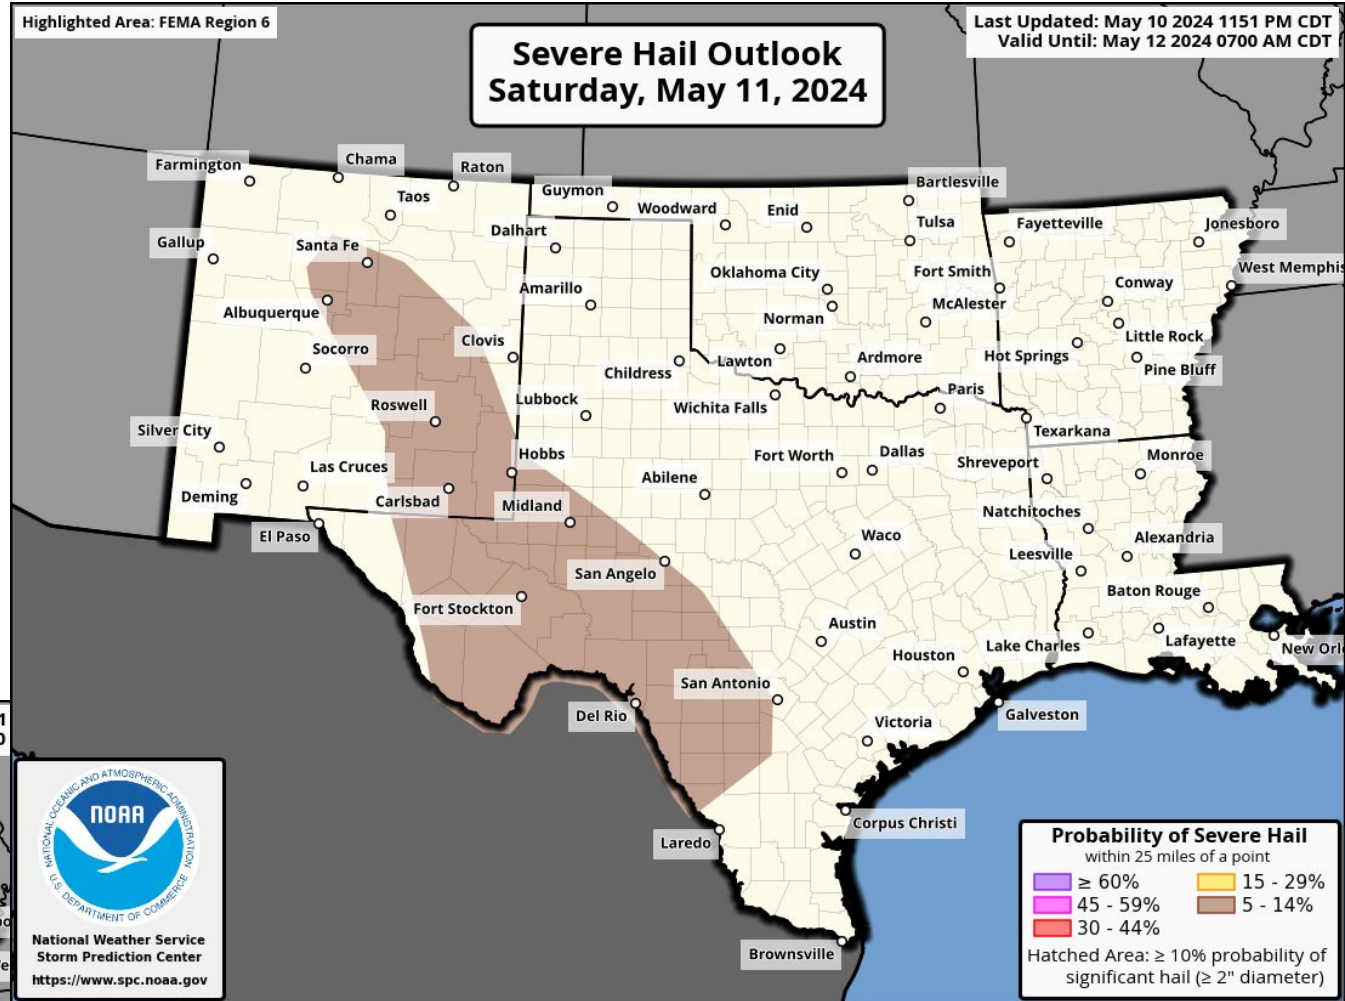 Highlighted Area: FEMA Region 6
Severe Hail Outlook
Saturday, May 11, 2024
Last Updated: May 10 2024 1151 PM CDT
Valid Until: May 12 2024 0700 AM CDT
Farmington
Chama
Raton
Taos
Guymon
Woodward
Enid
Bartlesville
Gallup
Santa Fe
Dalhart
Tulsa
Fayetteville
Jonesboro
Albuquerque
Amarillo
Oklahoma City
Fort Smith
Conway
West Memphis
Norman
McAlester
Little Rock
Socorro
Clovis
Childress
Lawton
Ardmore
Hot Springs
Pine Bluff
Roswell
Lubbock
Wichita Falls
Paris
Texarkana
Silver City
Hobbs
Fort Worth
Dallas
Shreveport
Monroe
Deming
Las Cruces
Carlsbad
Midland
Abilene
Natchitoches
El Paso
San Angelo
Waco
Leesville
Alexandria
Fort Stockton
Austin
Baton Rouge
Houston
Lake Charles
Lafayette
New Orl
San Antonio
Del Rio
Victoria
Galveston
Laredo
Corpus Christi
Brownsville
NATIONAL OCEANIC AND ATMOSPHERIC ADMINISTRATION
NOAA
U.S. DEPARTMENT OF COMMERCE
National Weather Service
Storm Prediction Center
https://www.spc.noaa.gov
Probability of Severe Hail
within 25 miles of a point
≥ 60%
45 - 59%
30 - 44%
15 - 29%
5 - 14%
Hatched Area: ≥ 10% probability of
significant hail (≥ 2" diameter)